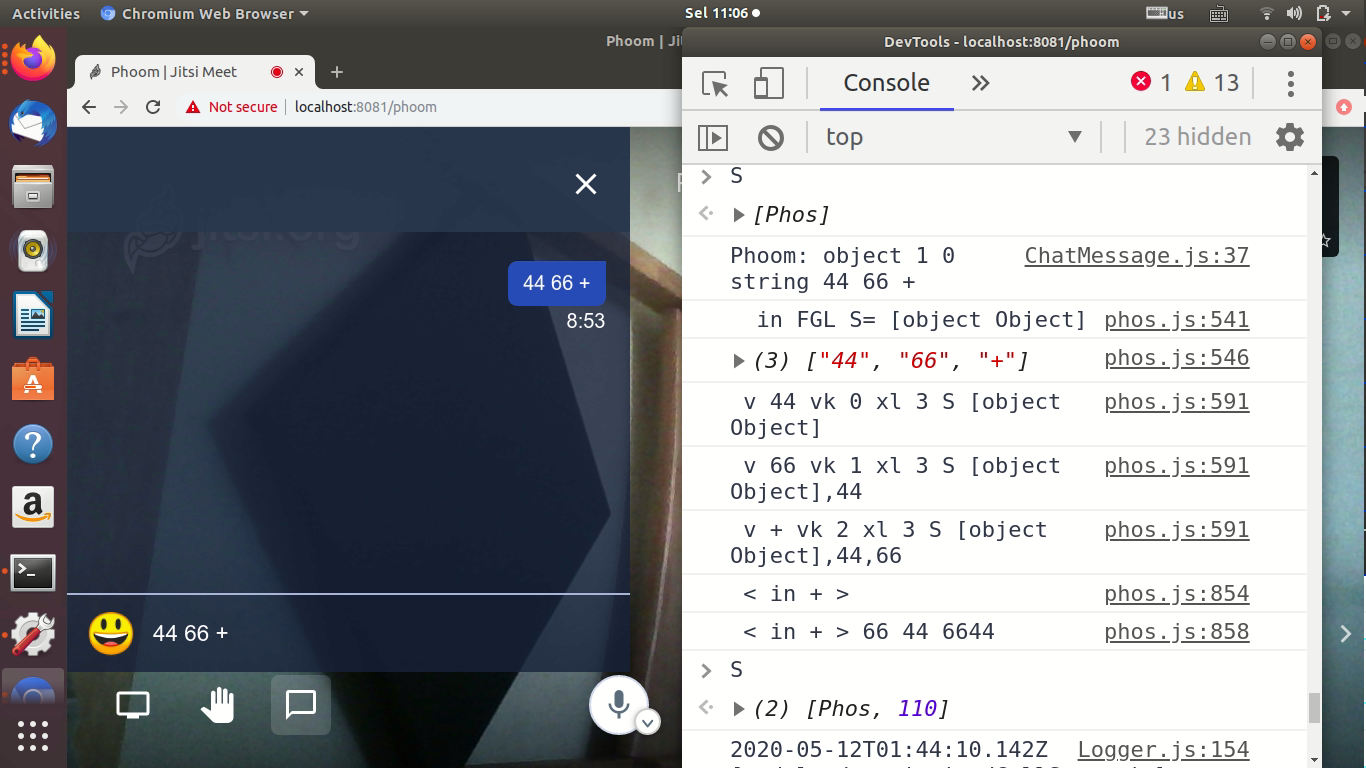 Activities Chromium Web Browser Sel 11:06 us
Phoom | Ji
DevTools - localhost:8081/phoom
Phoom | Jitsi Meet
Not secure localhost:8081/phoom
44 66 +
8:53
44 66 +
Console 1 13
top 23 hidden
S
[Phos]
Phoom: object 1 0 ChatMessage.js:37
string 44 66 +
in FGL S= [object Object] phos.js:541
(3) ["44", "66", "+"] phos.js:546
v 44 vk 0 xl 3 S [object phos.js:591
Object]
v 66 vk 1 xl 3 S [object phos.js:591
Object],44
v + vk 2 xl 3 S [object phos.js:591
Object],44,66
< in + > phos.js:854
< in + > 66 44 6644 phos.js:858
S
(2) [Phos, 110]
2020-05-12T01:44:10.142Z Logger.js:154